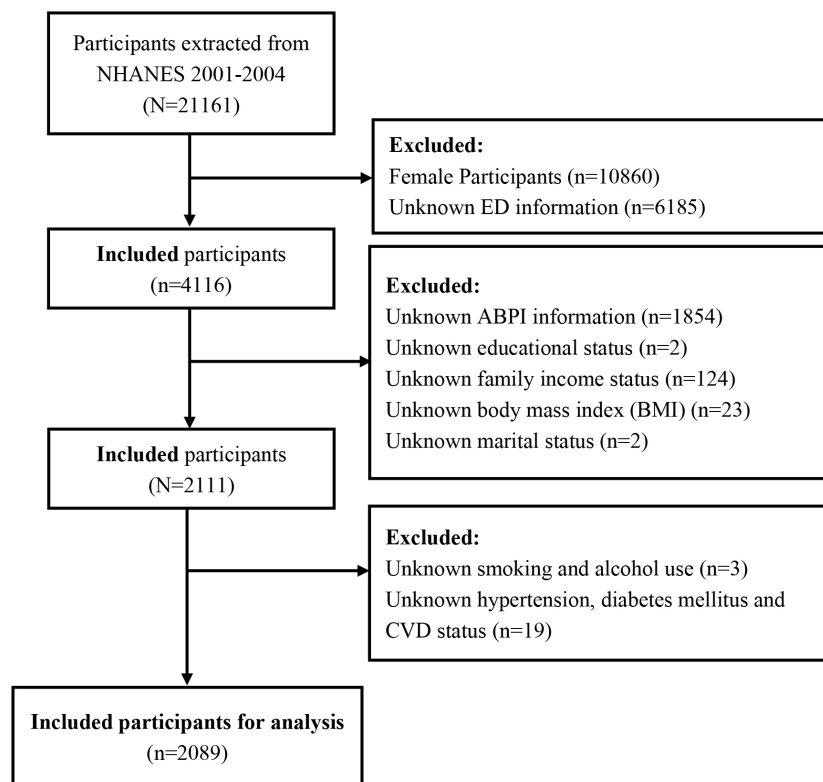 Participants extracted from
NHANES 2001-2004
(N=21161)
Excluded:
Female Participants (n=10860)
Unknown ED information (n=6185)
Included participants
(n=4116)
Excluded:
Unknown ABPI information (n=1854)
Unknown educational status (n=2)
Unknown family income status (n=124)
Unknown body mass index (BMI) (n=23)
Unknown marital status (n=2)
Included participants
(N=2111)
Excluded:
Unknown smoking and alcohol use (n=3)
Unknown hypertension, diabetes mellitus and
CVD status (n=19)
Included participants for analysis
(n=2089)